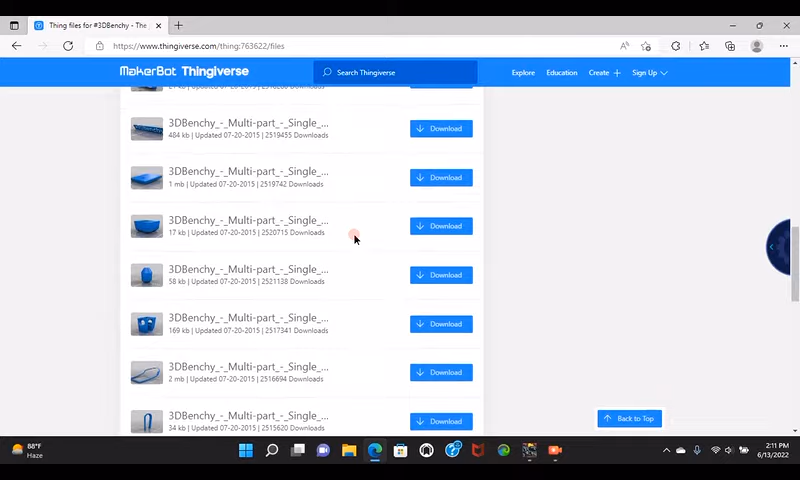 Thing files for #3DBenchy - The
https://www.thingiverse.com/thing:763622/files
MakerBot Thingiverse
Search Thingiverse
Explore
Education
Create
Sign Up
3DBenchy_-_Multi-part_-_Single_...
484 kb | Updated 07-20-2015 | 2519455 Downloads
Download
3DBenchy_-_Multi-part_-_Single_...
1 mb | Updated 07-20-2015 | 2519742 Downloads
Download
3DBenchy_-_Multi-part_-_Single_...
17 kb | Updated 07-20-2015 | 2520715 Downloads
Download
3DBenchy_-_Multi-part_-_Single_...
58 kb | Updated 07-20-2015 | 2521138 Downloads
Download
3DBenchy_-_Multi-part_-_Single_...
169 kb | Updated 07-20-2015 | 2517341 Downloads
Download
3DBenchy_-_Multi-part_-_Single_...
2 mb | Updated 07-20-2015 | 2516694 Downloads
Download
3DBenchy_-_Multi-part_-_Single_...
34 kb | Updated 07-20-2015 | 2515620 Downloads
Download
Back to Top
88°F
Haze
2:11 PM
6/13/2022